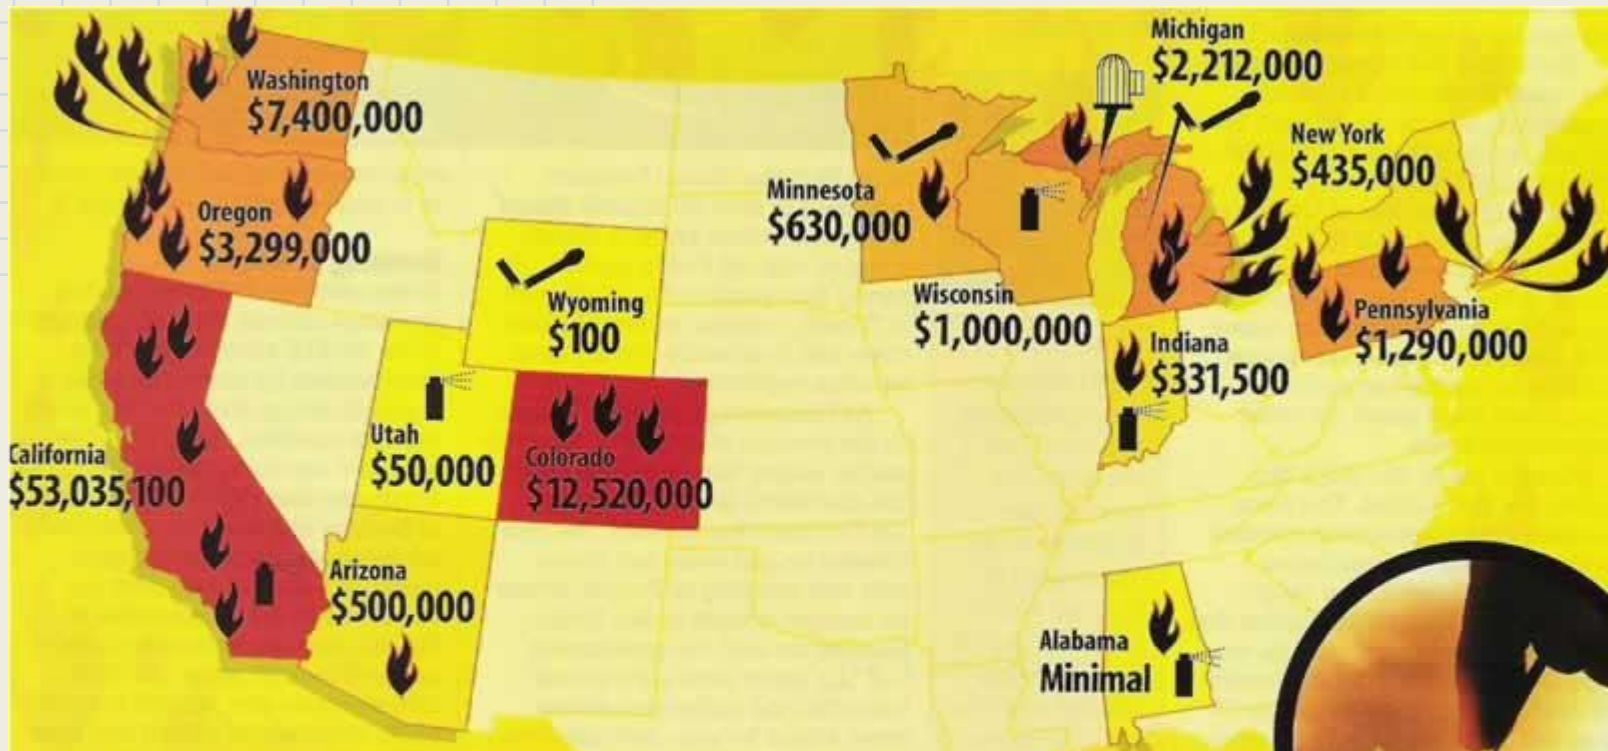 Washington
$7,400,000
Oregon
$3,299,000
California
$53,035,100
Wyoming
$100
Utah
$50,000
Colorado
$12,520,000
Arizona
$500,000
Minnesota
$630,000
Wisconsin
$1,000,000
Michigan
$2,212,000
Indiana
$331,500
New York
$435,000
Pennsylvania
$1,290,000
Alabama
Minimal